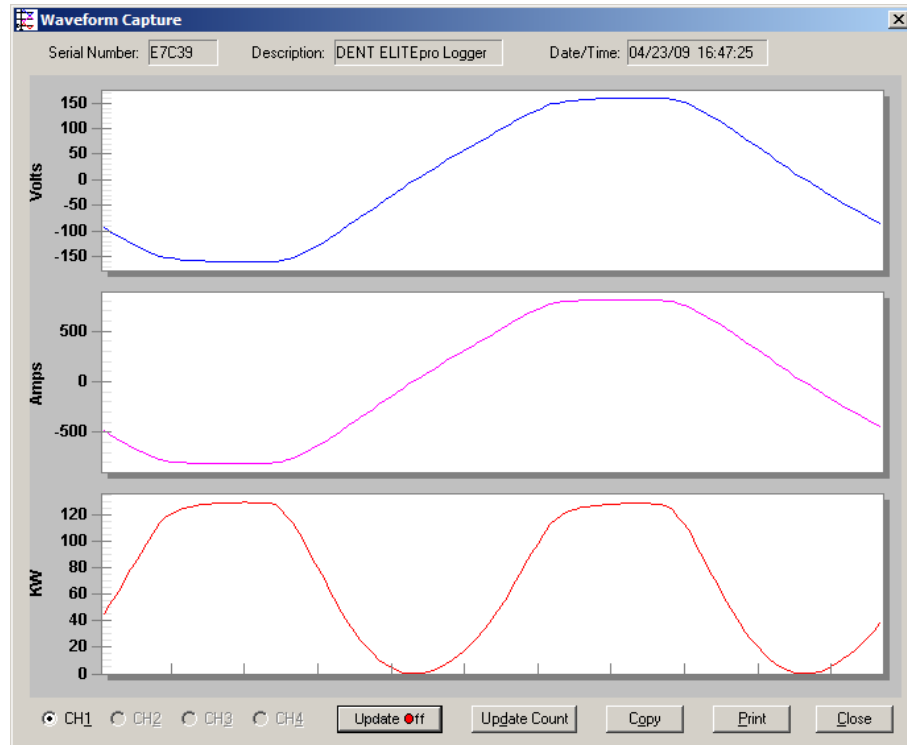 Waveform Capture
Serial Number: E7C39 Description: DENT ELITEpro Logger Date/Time: 04/23/09 16:47:25
Volts
150
100
50
0
-50
-100
-150
Amps
500
0
-500
KW
120
100
80
60
40
20
0
CH1 CH2 CH3 CH4 Update Off Update Count Copy Print Close